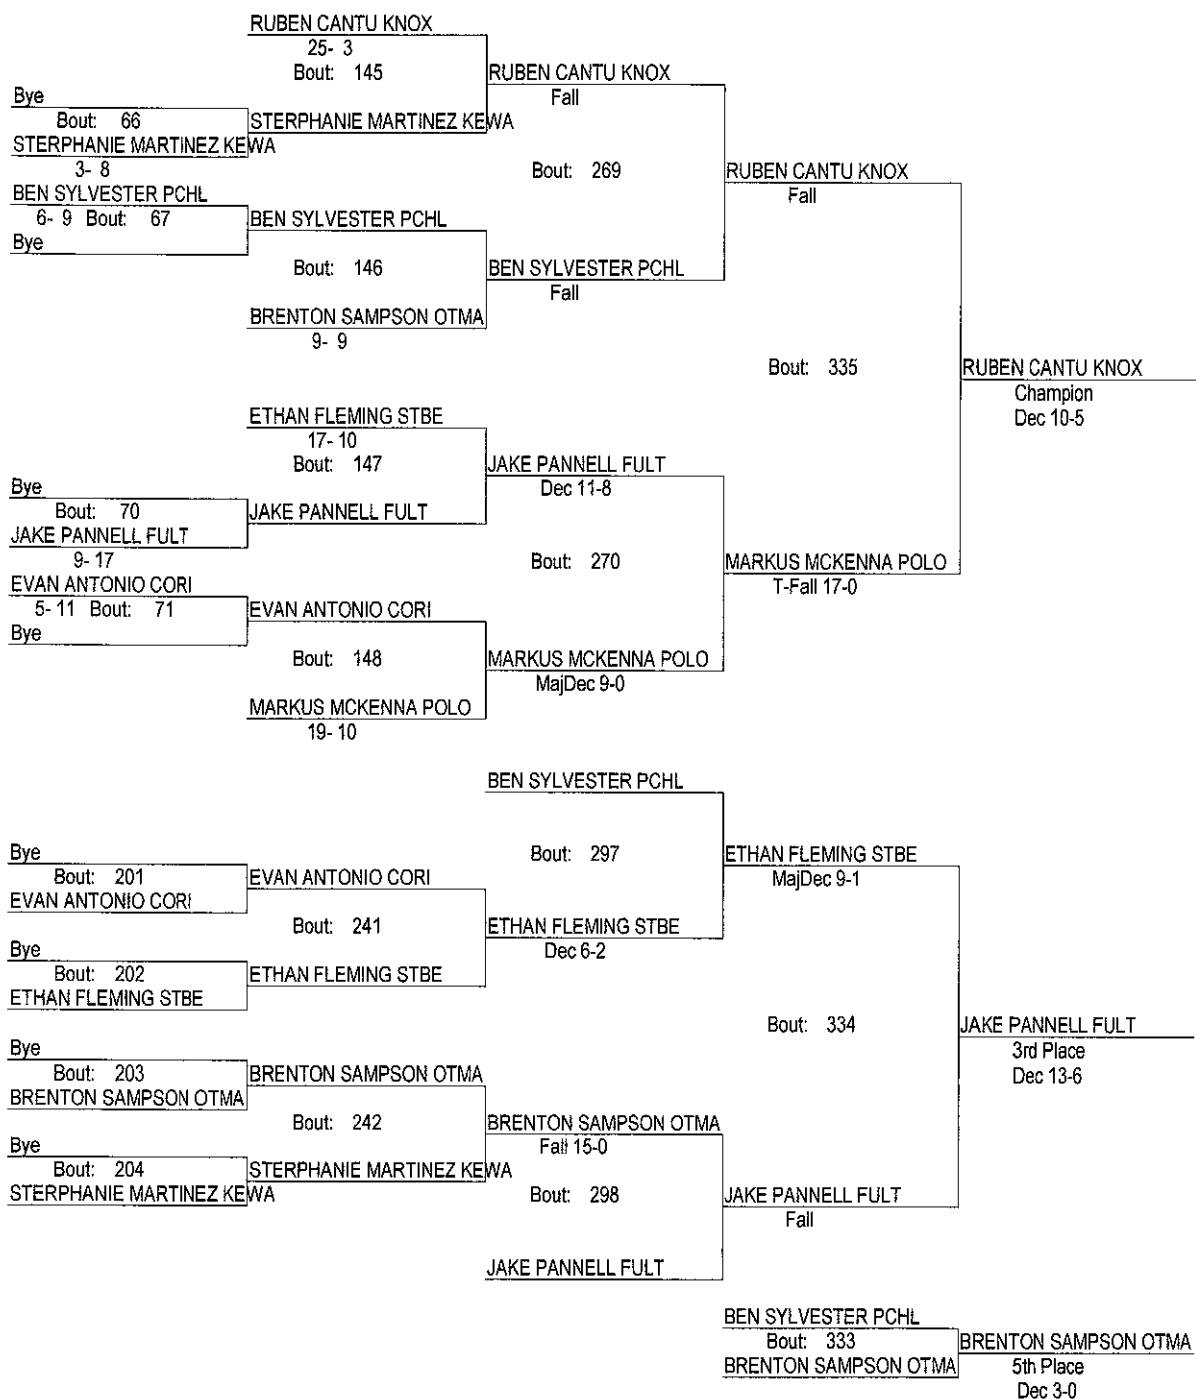 RUBEN CANTU KNOX
25- 3
Bout: 145
RUBEN CANTU KNOX
Fall
Bye
Bout: 66
STERPHANIE MARTINEZ KEWA
STERPHANIE MARTINEZ KEWA
3- 8
Bout: 269
RUBEN CANTU KNOX
Fall
BEN SYLVESTER PCHL
6- 9 Bout: 67
BEN SYLVESTER PCHL
Bye
Bout: 146
BEN SYLVESTER PCHL
Fall
BRENTON SAMPSON OTMA
9- 9
Bout: 335
RUBEN CANTU KNOX
Champion
Dec 10-5
ETHAN FLEMING STBE
17- 10
Bout: 147
JAKE PANNELL FULT
Dec 11-8
Bye
Bout: 70
JAKE PANNELL FULT
JAKE PANNELL FULT
9- 17
Bout: 270
MARKUS MCKENNA POLO
T-Fall 17-0
EVAN ANTONIO CORI
5- 11 Bout: 71
EVAN ANTONIO CORI
Bye
Bout: 148
MARKUS MCKENNA POLO
MajDec 9-0
MARKUS MCKENNA POLO
19- 10
BEN SYLVESTER PCHL
Bout: 297
ETHAN FLEMING STBE
MajDec 9-1
Bye
Bout: 201
EVAN ANTONIO CORI
EVAN ANTONIO CORI
Bout: 241
ETHAN FLEMING STBE
Dec 6-2
Bye
Bout: 202
ETHAN FLEMING STBE
ETHAN FLEMING STBE
Bout: 334
JAKE PANNELL FULT
3rd Place
Dec 13-6
Bye
Bout: 203
BRENTON SAMPSON OTMA
BRENTON SAMPSON OTMA
Bout: 242
BRENTON SAMPSON OTMA
Fall 15-0
Bye
Bout: 204
STERPHANIE MARTINEZ KEWA
STERPHANIE MARTINEZ KEWA
Bout: 298
JAKE PANNELL FULT
Fall
JAKE PANNELL FULT
BEN SYLVESTER PCHL
Bout: 333
BRENTON SAMPSON OTMA
BRENTON SAMPSON OTMA
5th Place
Dec 3-0